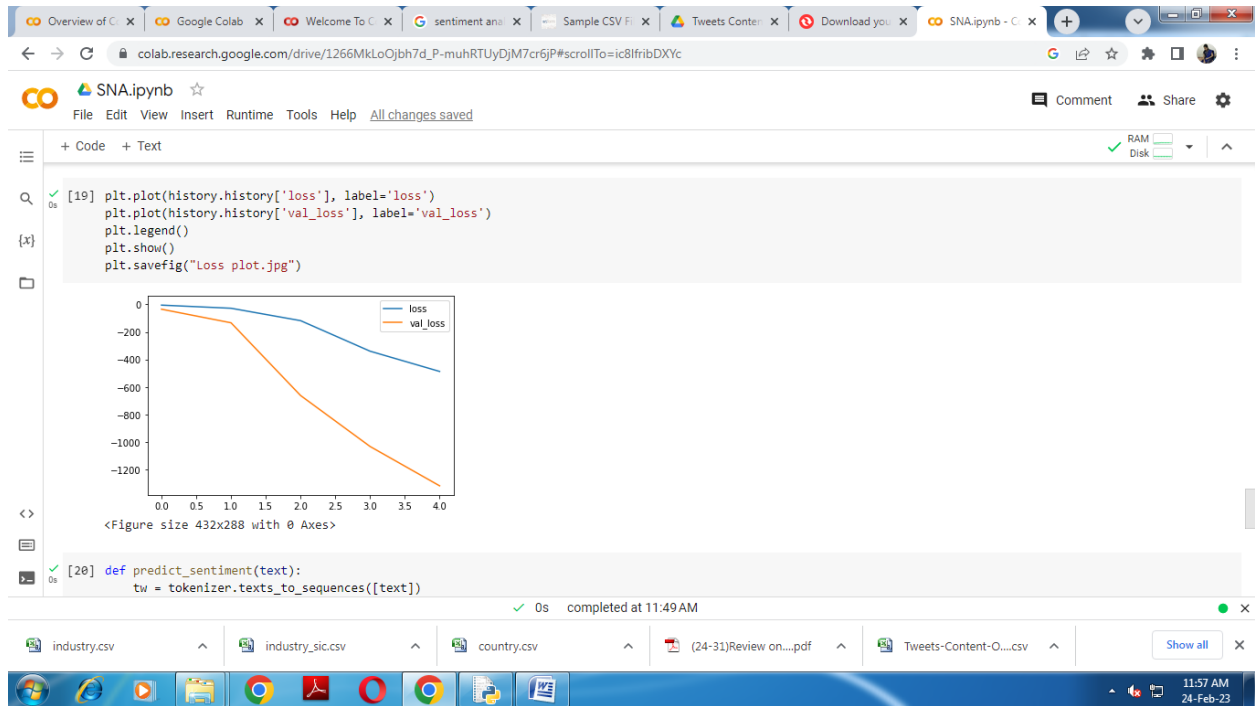 Overview of C
Google Colab
Welcome To C
sentiment ana
Sample CSV Fi
Tweets Conten
Download you
SNA.ipynb - C
colab.research.google.com/drive/1266MkLoOjbh7d_P-muhRTUyDjM7cr6jP#scrollTo=ic8IfribDXYc
SNA.ipynb
Comment
Share
File Edit View Insert Runtime Tools Help All changes saved
+ Code + Text
RAM
Disk
{x}
0s
[19] plt.plot(history.history['loss'], label='loss')
plt.plot(history.history['val_loss'], label='val_loss')
plt.legend()
plt.show()
plt.savefig("Loss plot.jpg")
loss
val_loss
0
−200
−400
−600
−800
−1000
−1200
0.0 0.5 1.0 1.5 2.0 2.5 3.0 3.5 4.0
<Figure size 432x288 with 0 Axes>
0s
[20] def predict_sentiment(text):
tw = tokenizer.texts_to_sequences([text])
0s completed at 11:49 AM
industry.csv
industry_sic.csv
country.csv
(24-31)Review on....pdf
Tweets-Content-O....csv
Show all
11:57 AM
24-Feb-23